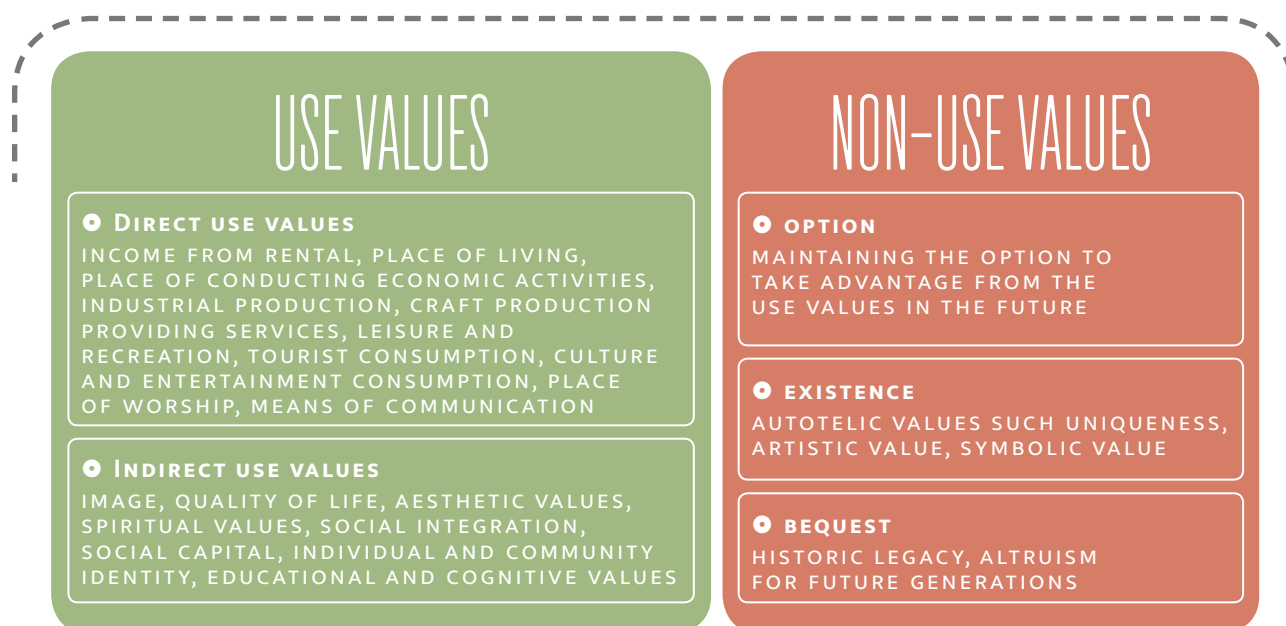 USE VALUES
Direct use values
INCOME FROM RENTAL, PLACE OF LIVING,
PLACE OF CONDUCTING ECONOMIC ACTIVITIES,
INDUSTRIAL PRODUCTION, CRAFT PRODUCTION
PROVIDING SERVICES, LEISURE AND
RECREATION, TOURIST CONSUMPTION, CULTURE
AND ENTERTAINMENT CONSUMPTION, PLACE
OF WORSHIP, MEANS OF COMMUNICATION
Indirect use values
IMAGE, QUALITY OF LIFE, AESTHETIC VALUES,
SPIRITUAL VALUES, SOCIAL INTEGRATION,
SOCIAL CAPITAL, INDIVIDUAL AND COMMUNITY
IDENTITY, EDUCATIONAL AND COGNITIVE VALUES
NON-USE VALUES
OPTION
MAINTAINING THE OPTION TO
TAKE ADVANTAGE FROM THE
USE VALUES IN THE FUTURE
EXISTENCE
AUTOTELIC VALUES SUCH UNIQUENESS,
ARTISTIC VALUE, SYMBOLIC VALUE
BEQUEST
HISTORIC LEGACY, ALTRUISM
FOR FUTURE GENERATIONS